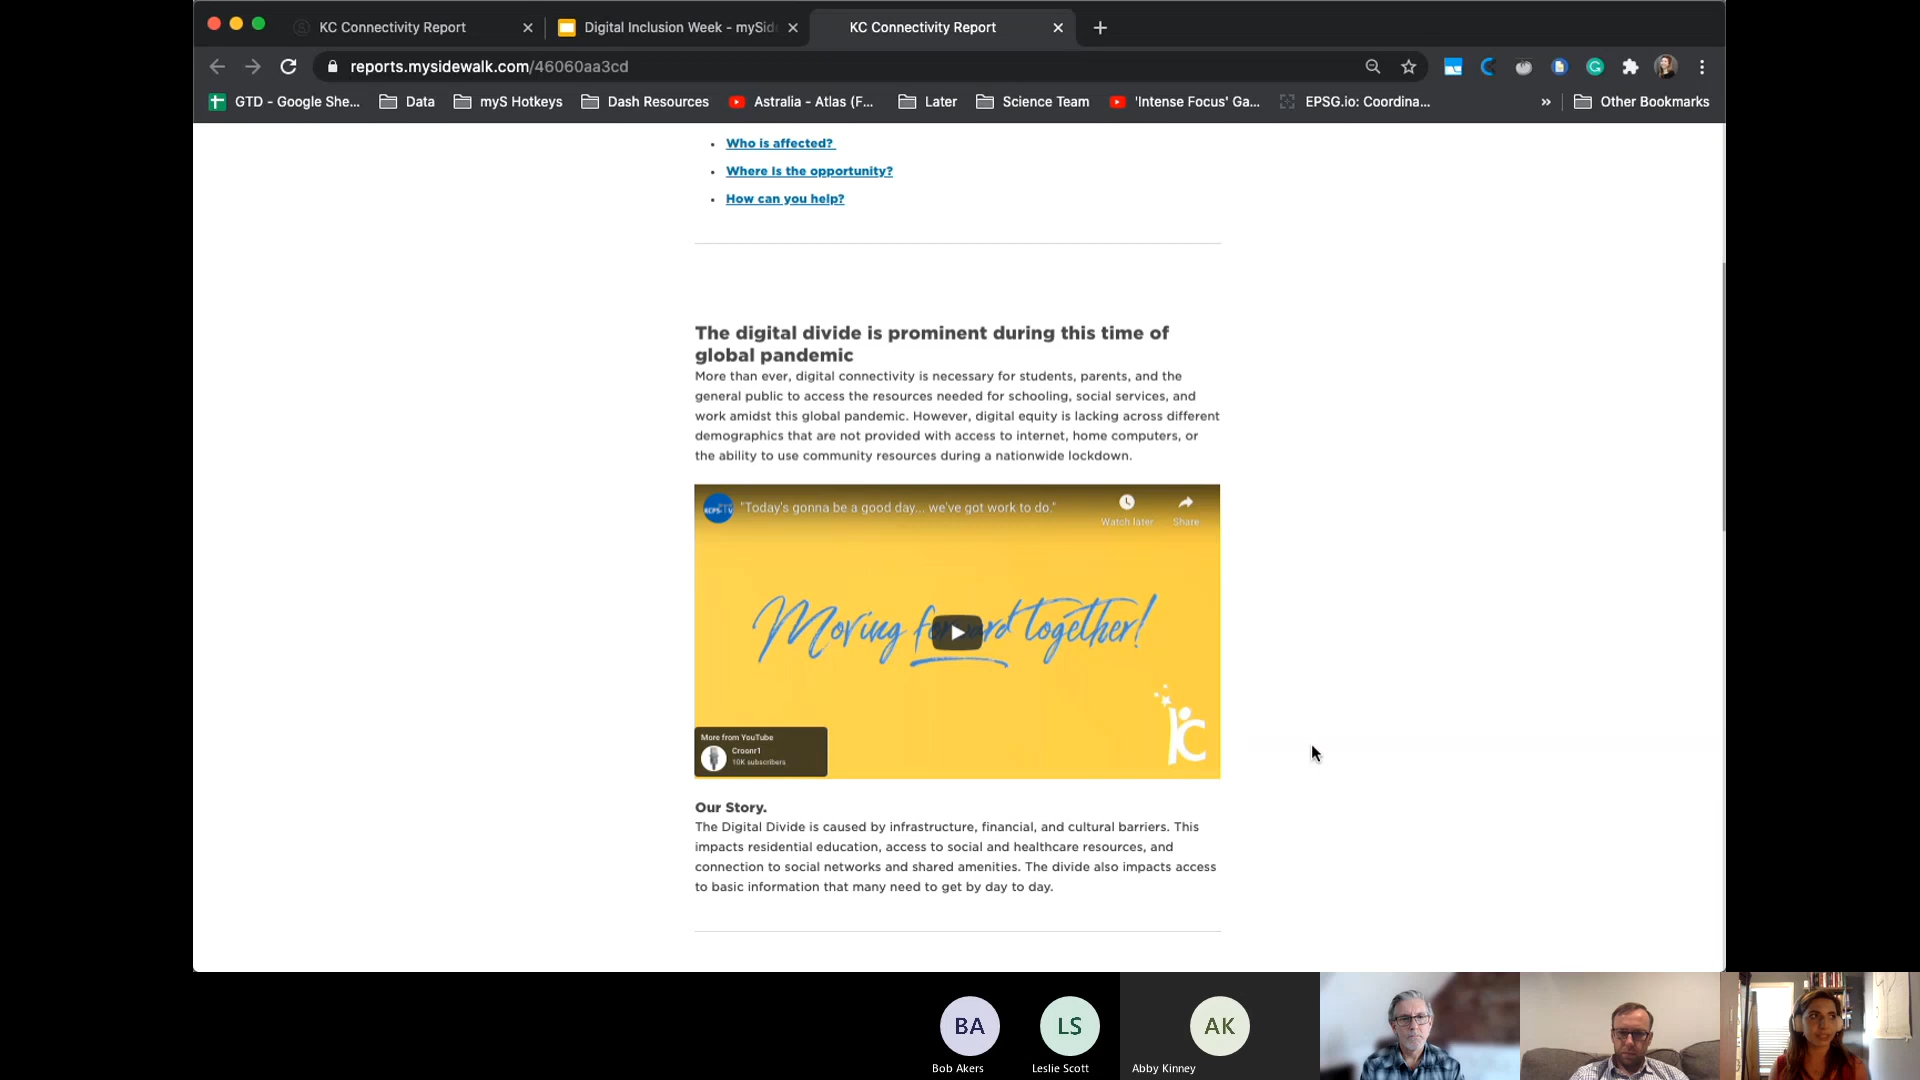 KC Connectivity Report
Digital Inclusion Week - mySid
KC Connectivity Report
reports.mysidewalk.com/46060aa3cd
GTD - Google She...
Data
myS Hotkeys
Dash Resources
Astralia - Atlas (F...
Later
Science Team
'Intense Focus' Ga...
EPSG.io: Coordina...
»
Other Bookmarks
• Who is affected?
• Where is the opportunity?
• How can you help?
The digital divide is prominent during this time of
global pandemic
More than ever, digital connectivity is necessary for students, parents, and the
general public to access the resources needed for schooling, social services, and
work amidst this global pandemic. However, digital equity is lacking across different
demographics that are not provided with access to internet, home computers, or
the ability to use community resources during a nationwide lockdown.
KCPS-TV
"Today's gonna be a good day... we've got work to do."
Watch later
Share
Moving forward together!
KC
More from YouTube
Croonr1
10K subscribers
Our Story.
The Digital Divide is caused by infrastructure, financial, and cultural barriers. This
impacts residential education, access to social and healthcare resources, and
connection to social networks and shared amenities. The divide also impacts access
to basic information that many need to get by day to day.
BA
LS
AK
Bob Akers
Leslie Scott
Abby Kinney